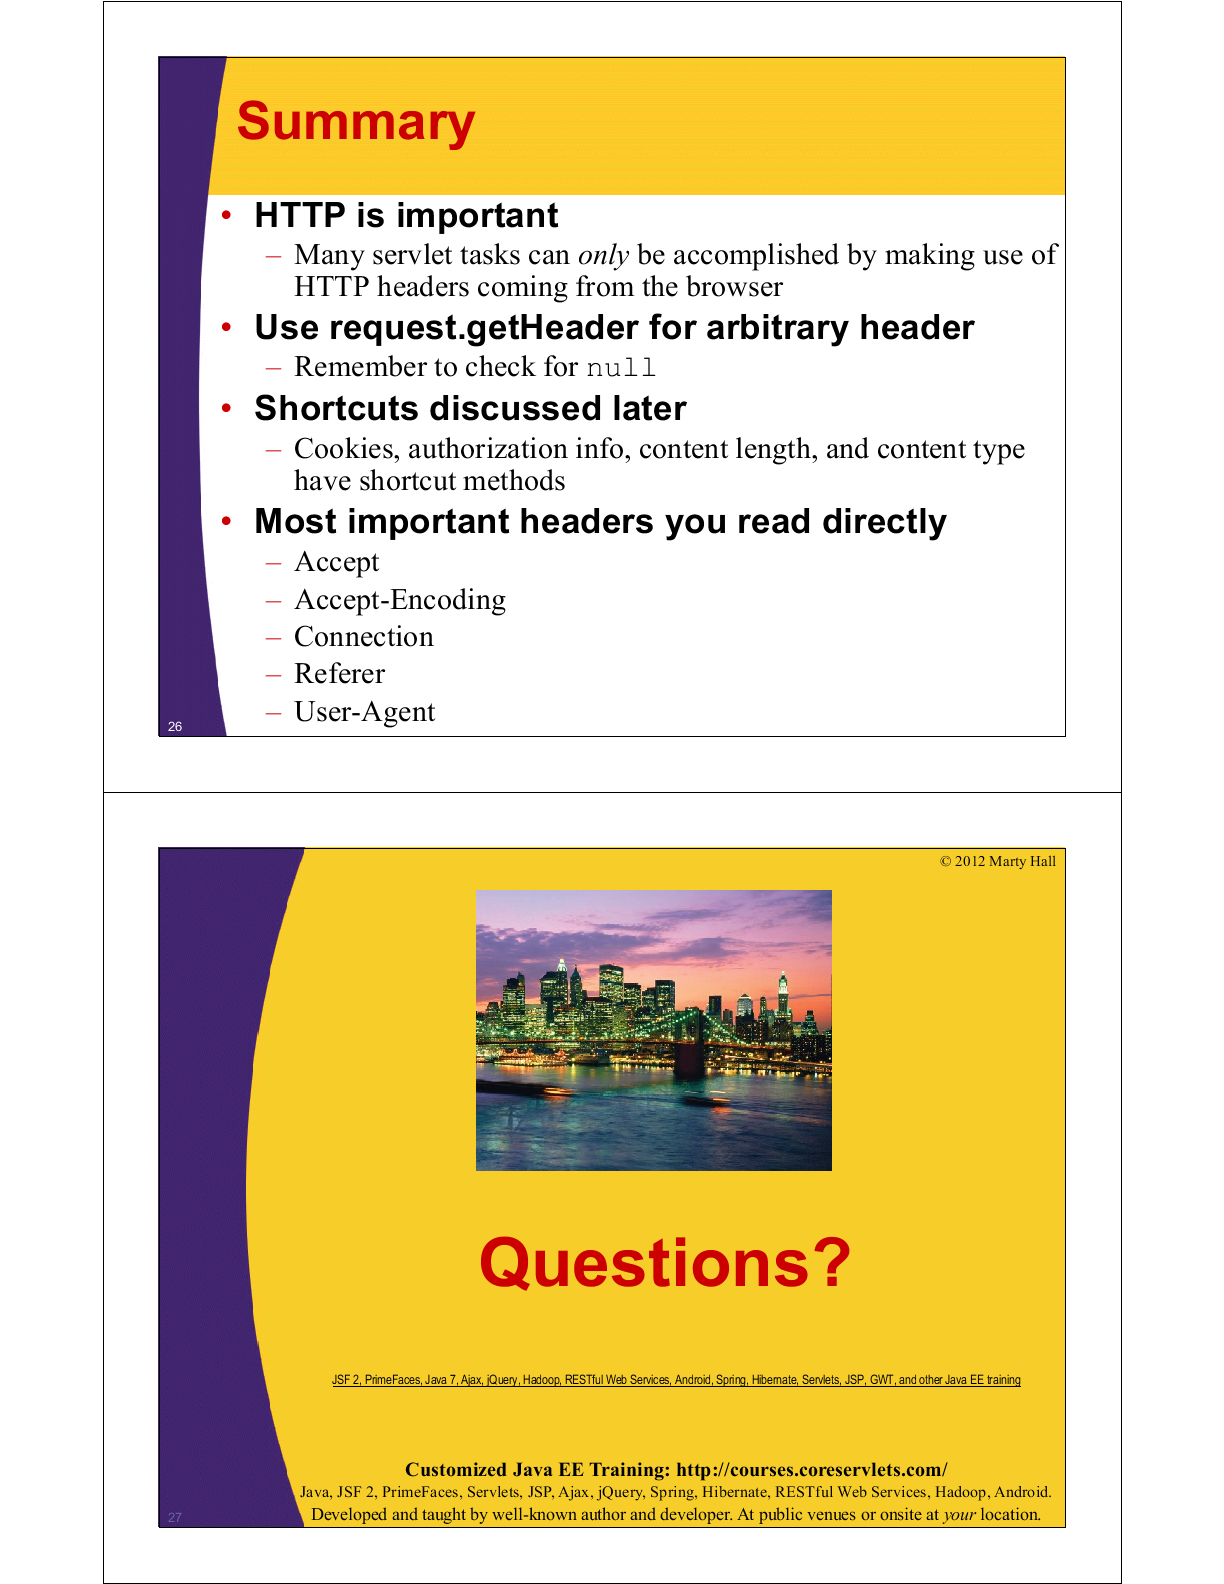 Summary
• HTTP is important
– Many servlet tasks can only be accomplished by making use of
HTTP headers coming from the browser
• Use request.getHeader for arbitrary header
– Remember to check for null
• Shortcuts discussed later
– Cookies, authorization info, content length, and content type
have shortcut methods
• Most important headers you read directly
– Accept
– Accept-Encoding
– Connection
– Referer
– User-Agent
26
© 2012 Marty Hall
Questions?
JSF 2, PrimeFaces, Java 7, Ajax, jQuery, Hadoop, RESTful Web Services, Android, Spring, Hibernate, Servlets, JSP, GWT, and other Java EE training
Customized Java EE Training: http://courses.coreservlets.com/
Java, JSF 2, PrimeFaces, Servlets, JSP, Ajax, jQuery, Spring, Hibernate, RESTful Web Services, Hadoop, Android.
Developed and taught by well-known author and developer. At public venues or onsite at your location.
27